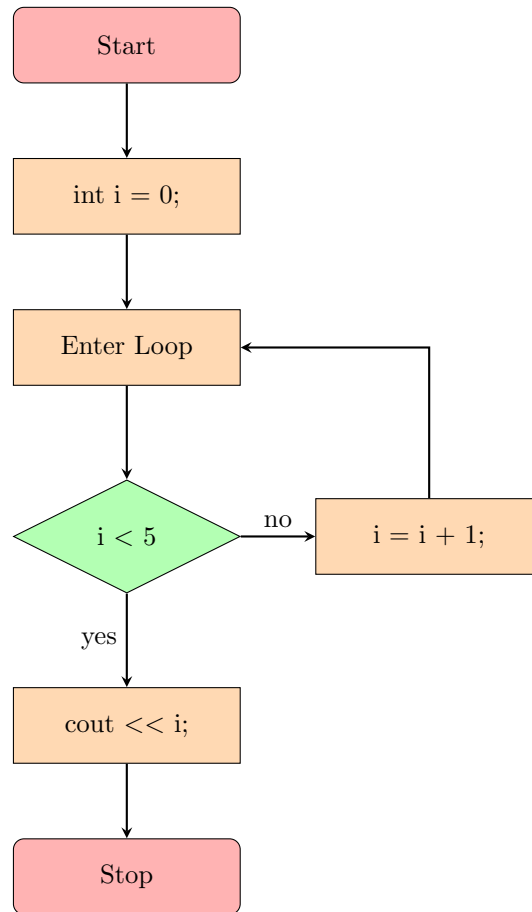 Start
int i = 0;
Enter Loop
i < 5
no
i = i + 1;
yes
cout << i;
Stop